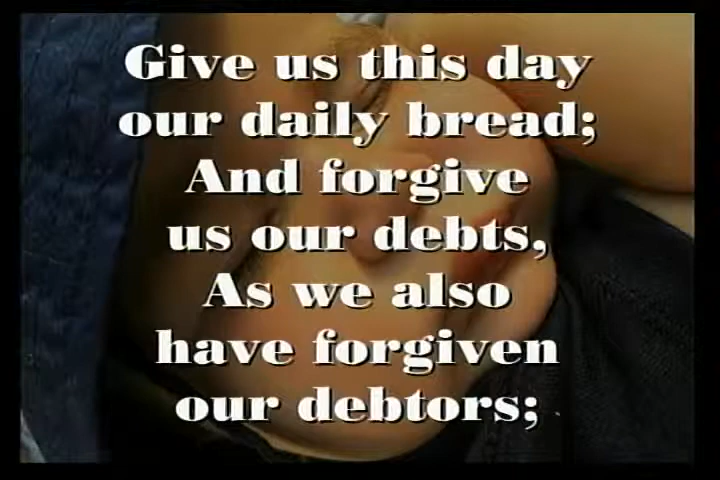 Give us this day
our daily bread;
And forgive
us our debts,
As we also
have forgiven
our debtors;